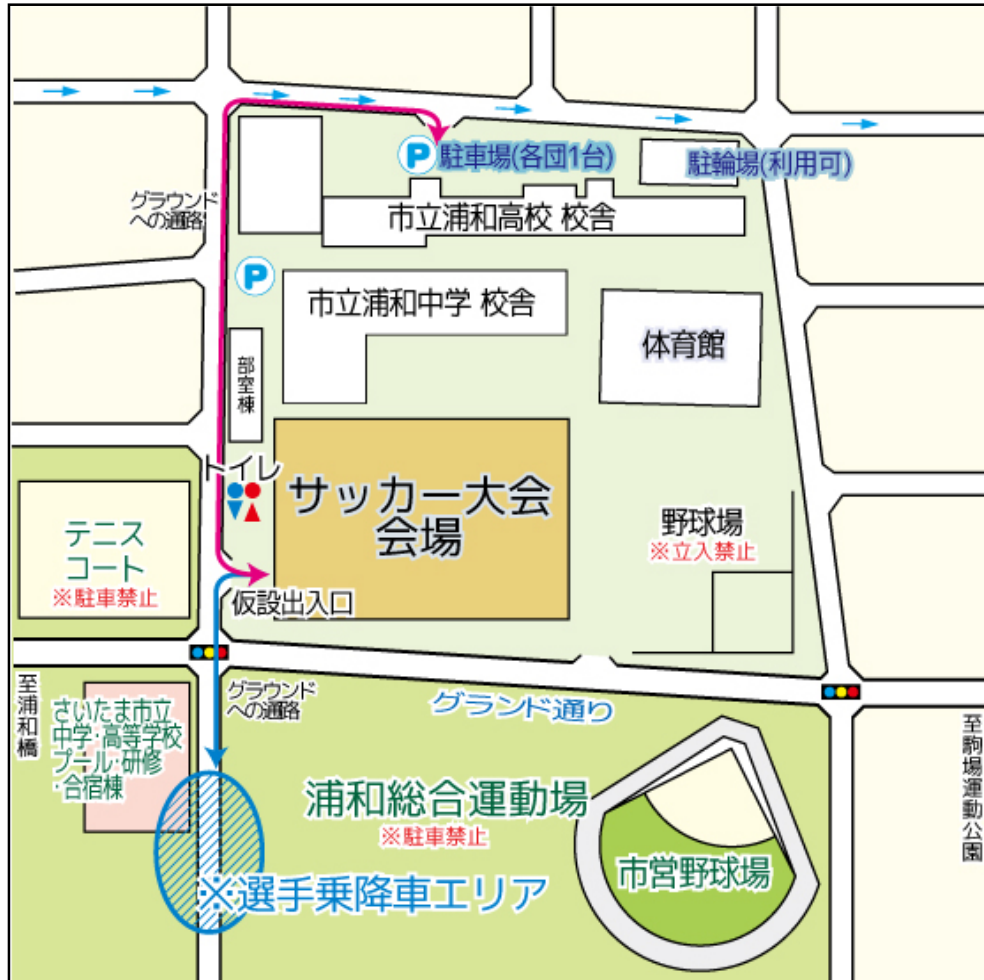 P 駐車場(各団1台)
駐輪場(利用可)
グラウンド
への通路
市立浦和高校 校舎
P
市立浦和中学 校舎
体育館
部室棟
トイレ
サッカー大会
会場
野球場
※立入禁止
テニス
コート
※駐車禁止
仮設出入口
至浦和橋
グラウンド
への通路
グランド通り
さいたま市立
中学・高等学校
プール・研修
・合宿棟
至駒場運動公園
浦和総合運動場
※駐車禁止
市営野球場
※選手乗降車エリア